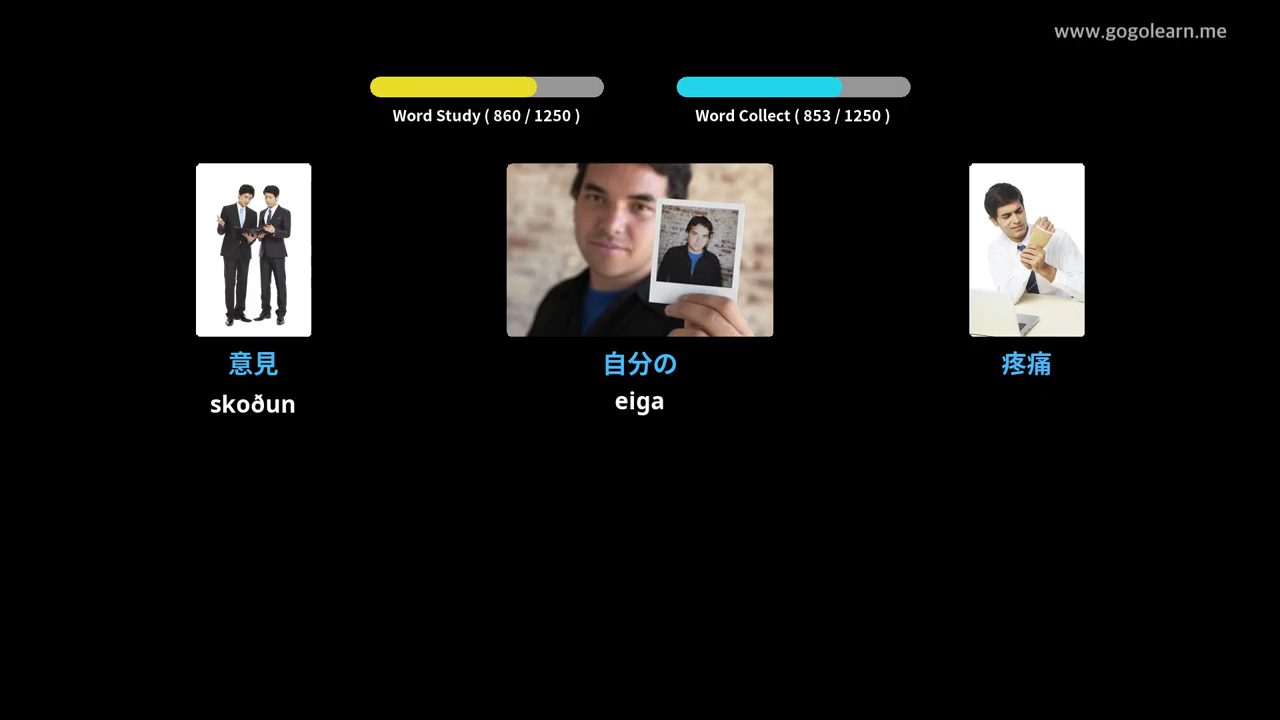 www.gogolearn.me
Word Study ( 860 / 1250 )
Word Collect ( 853 / 1250 )
意見
自分の
疼痛
skoðun
eiga